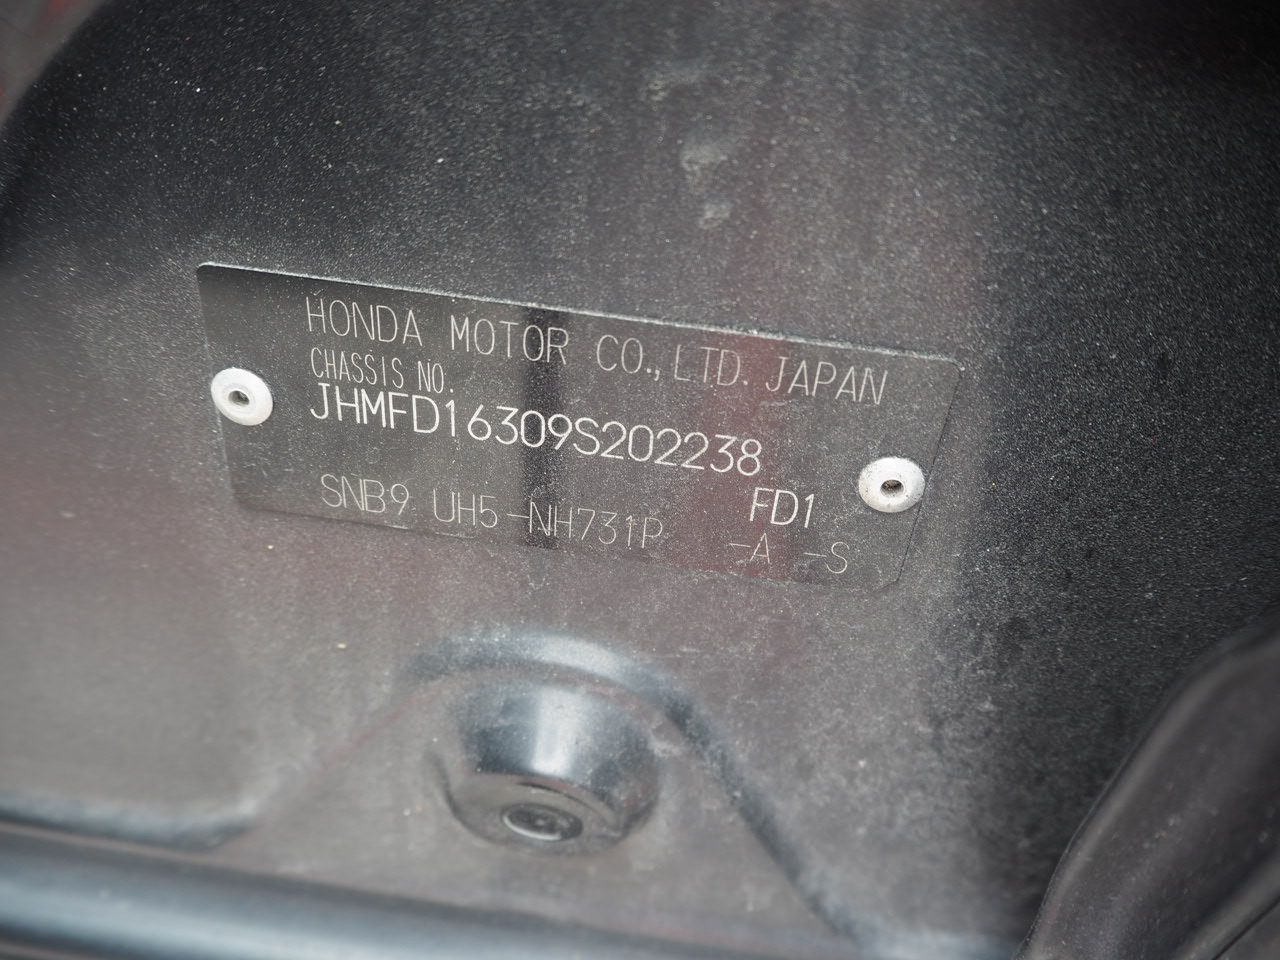 HONDA MOTOR CO.,LTD. JAPAN
CHASSIS NO.
JHMFD16309S202238
FD1
SNB9 UH5-NH731P -A -S